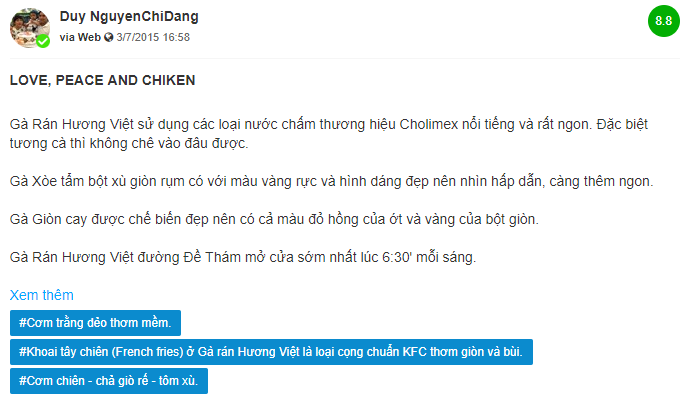 Duy NguyenChiDang
8.8
via Web 3/7/2015 16:58
LOVE, PEACE AND CHIKEN
Gà Rán Hương Việt sử dụng các loại nước chấm thương hiệu Cholimex nổi tiếng và rất ngon. Đặc biệt
tương cà thì không chê vào đâu được.
Gà Xòe tẩm bột xù giòn rụm có với màu vàng rực và hình dáng đẹp nên nhìn hấp dẫn, càng thêm ngon.
Gà Giòn cay được chế biến đẹp nên có cả màu đỏ hồng của ớt và vàng của bột giòn.
Gà Rán Hương Việt đường Đề Thám mở cửa sớm nhất lúc 6:30' mỗi sáng.
Xem thêm
#Cơm trằng dẻo thơm mềm.
#Khoai tây chiên (French fries) ở Gà rán Hương Việt là loại cọng chuẩn KFC thơm giòn và bùi.
#Cơm chiên - chả giò rế - tôm xù.